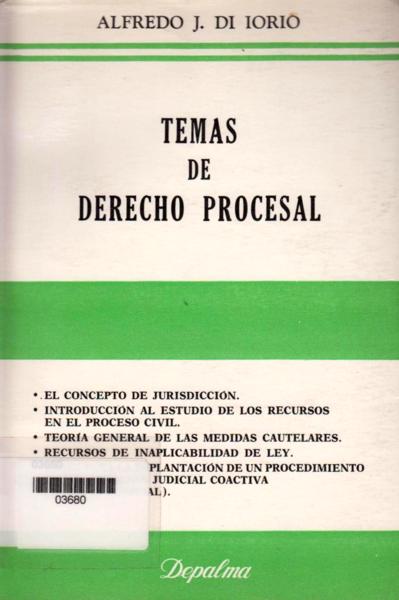 ALFREDO J. DI IORIO
TEMAS
DE
DERECHO PROCESAL
• EL CONCEPTO DE JURISDICCIÓN.
• INTRODUCCIÓN AL ESTUDIO DE LOS RECURSOS
EN EL PROCESO CIVIL.
• TEORÍA GENERAL DE LAS MEDIDAS CAUTELARES.
• RECURSOS DE INAPLICABILIDAD DE LEY.
PLANTACIÓN DE UN PROCEDIMIENTO
JUDICIAL COACTIVA
AL).
03680
Depalma